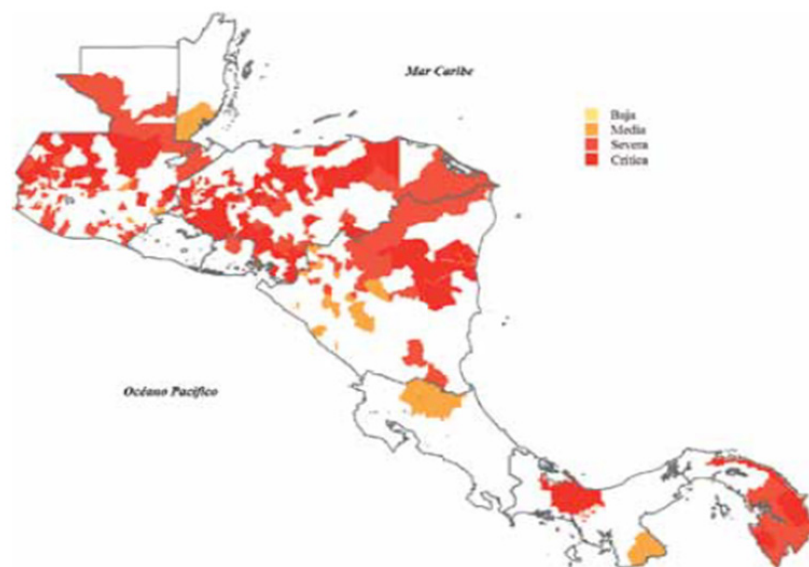 Mar Caribe
Baja
Media
Severa
Crítica
Océano Pacífico